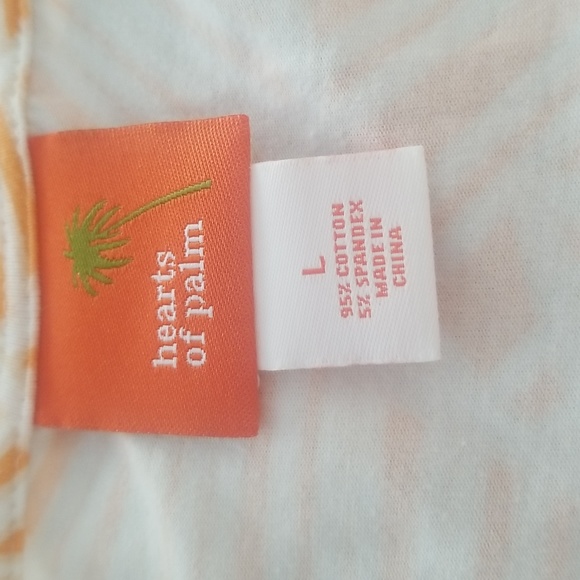 hearts
of palm
L
95% COTTON
5% SPANDEX
MADE IN
CHINA